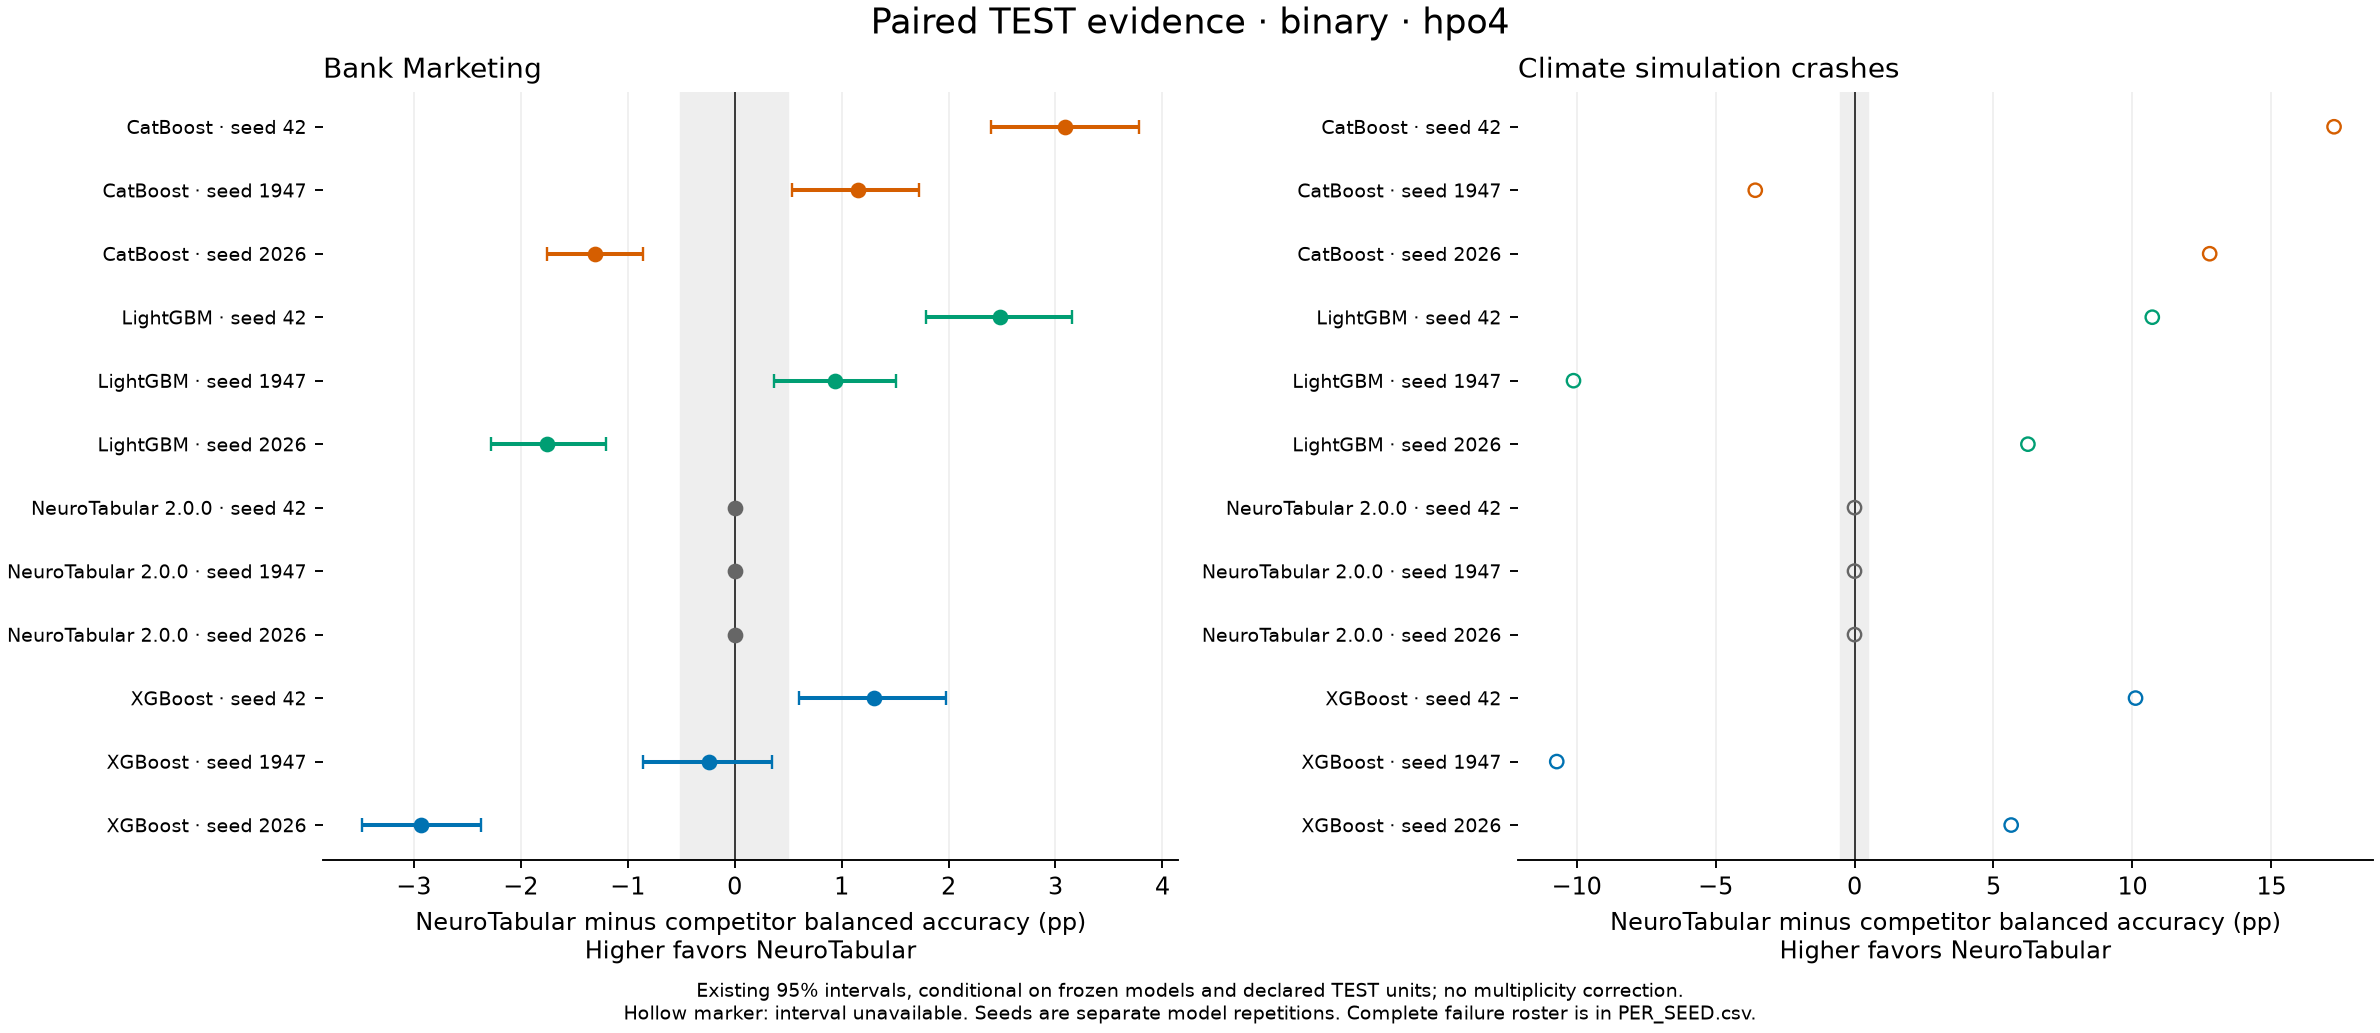 Paired TEST evidence · binary · hpo4
Bank Marketing
CatBoost · seed 42
CatBoost · seed 1947
CatBoost · seed 2026
LightGBM · seed 42
LightGBM · seed 1947
LightGBM · seed 2026
NeuroTabular 2.0.0 · seed 42
NeuroTabular 2.0.0 · seed 1947
NeuroTabular 2.0.0 · seed 2026
XGBoost · seed 42
XGBoost · seed 1947
XGBoost · seed 2026
−3 −2 −1 0 1 2 3 4
NeuroTabular minus competitor balanced accuracy (pp)
Higher favors NeuroTabular
Climate simulation crashes
CatBoost · seed 42
CatBoost · seed 1947
CatBoost · seed 2026
LightGBM · seed 42
LightGBM · seed 1947
LightGBM · seed 2026
NeuroTabular 2.0.0 · seed 42
NeuroTabular 2.0.0 · seed 1947
NeuroTabular 2.0.0 · seed 2026
XGBoost · seed 42
XGBoost · seed 1947
XGBoost · seed 2026
−10 −5 0 5 10 15
NeuroTabular minus competitor balanced accuracy (pp)
Higher favors NeuroTabular
Existing 95% intervals, conditional on frozen models and declared TEST units; no multiplicity correction.
Hollow marker: interval unavailable. Seeds are separate model repetitions. Complete failure roster is in PER_SEED.csv.